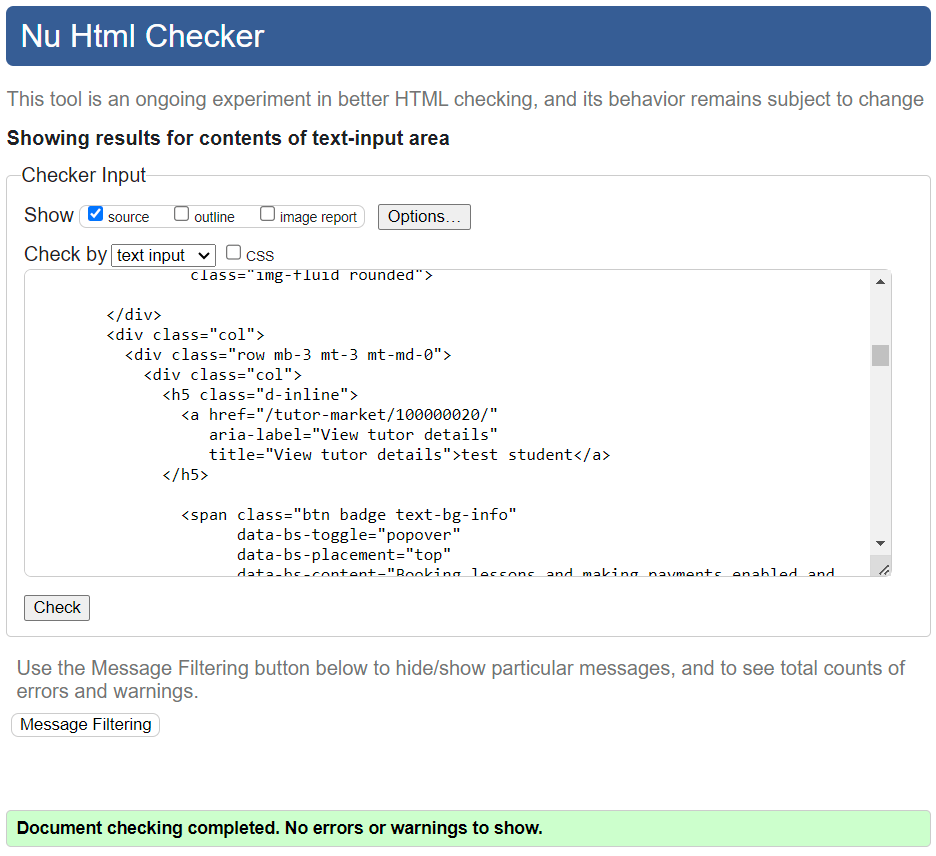 Nu Html Checker
This tool is an ongoing experiment in better HTML checking, and its behavior remains subject to change
Showing results for contents of text-input area
Checker Input
Show source outline image report Options...
Check by text input CSS
class="img-fluid rounded">
</div>
<div class="col">
<div class="row mb-3 mt-3 mt-md-0">
<div class="col">
<h5 class="d-inline">
<a href="/tutor-market/100000020/"
aria-label="View tutor details"
title="View tutor details">test student</a>
</h5>
<span class="btn badge text-bg-info"
data-bs-toggle="popover"
data-bs-placement="top"
data-bs-content="Booking lessons and making payments enabled and
Check
Use the Message Filtering button below to hide/show particular messages, and to see total counts of
errors and warnings.
Message Filtering
Document checking completed. No errors or warnings to show.